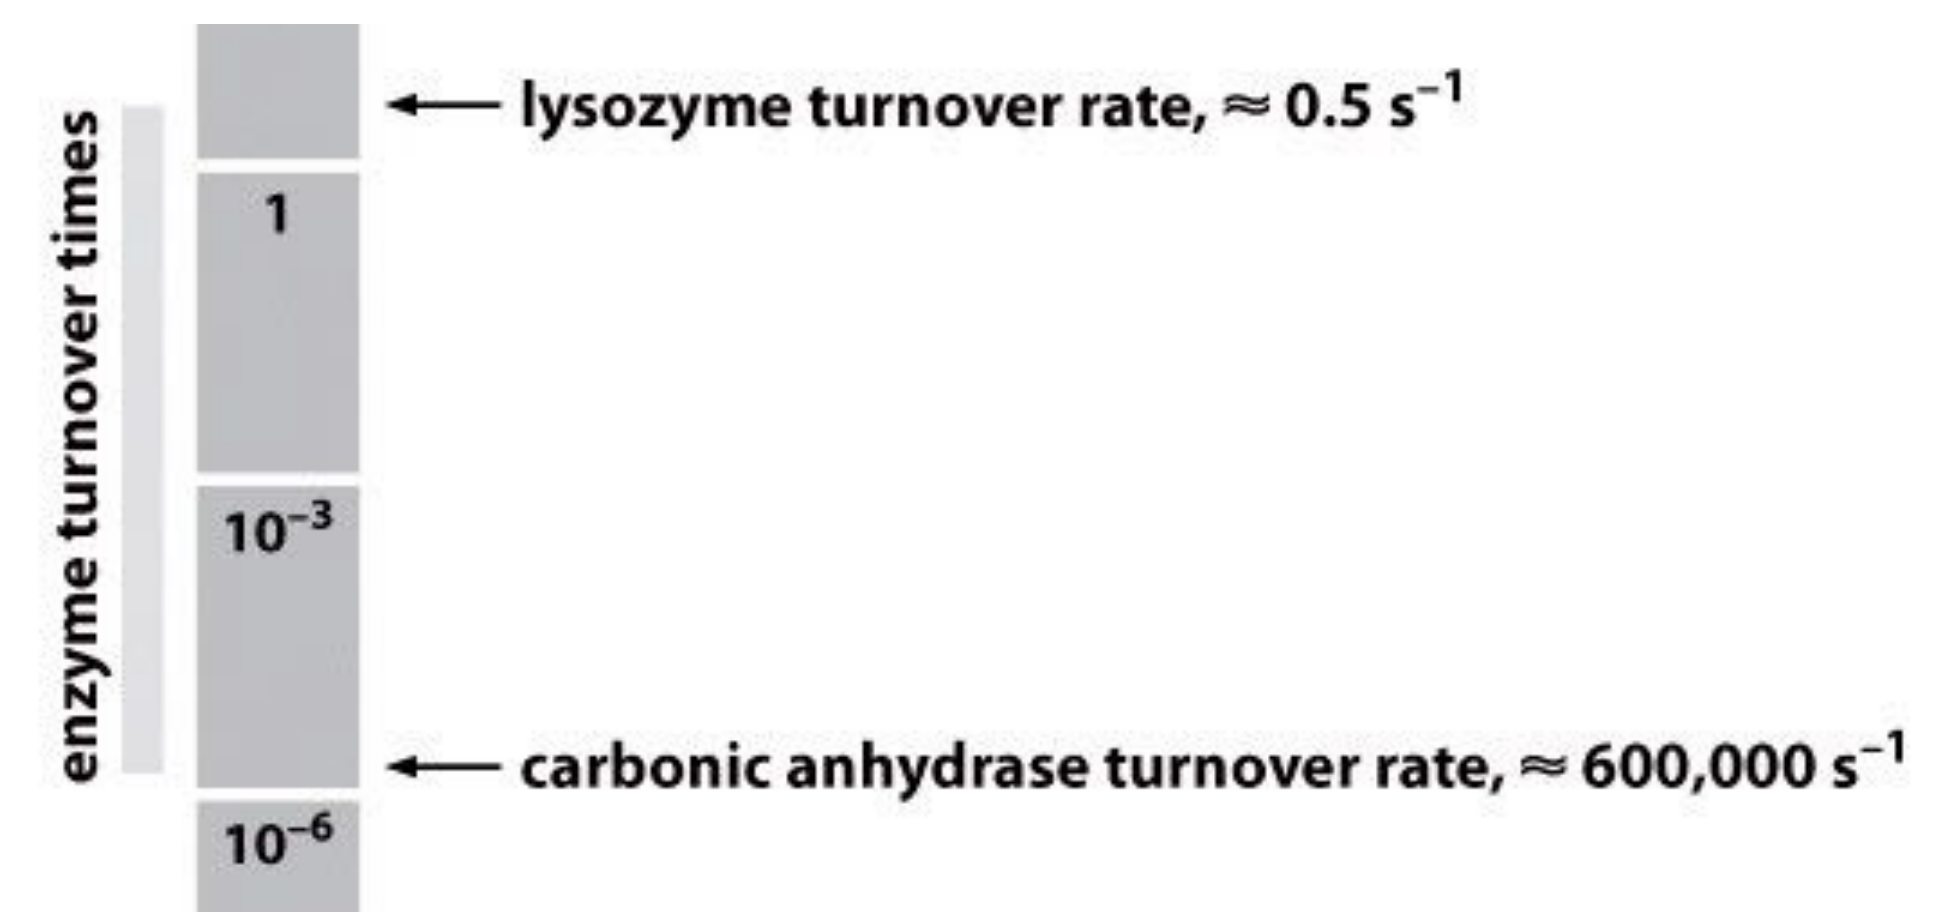 enzyme turnover times
lysozyme turnover rate, ≈ 0.5 s⁻¹
1
10⁻³
carbonic anhydrase turnover rate, ≈ 600,000 s⁻¹
10⁻⁶